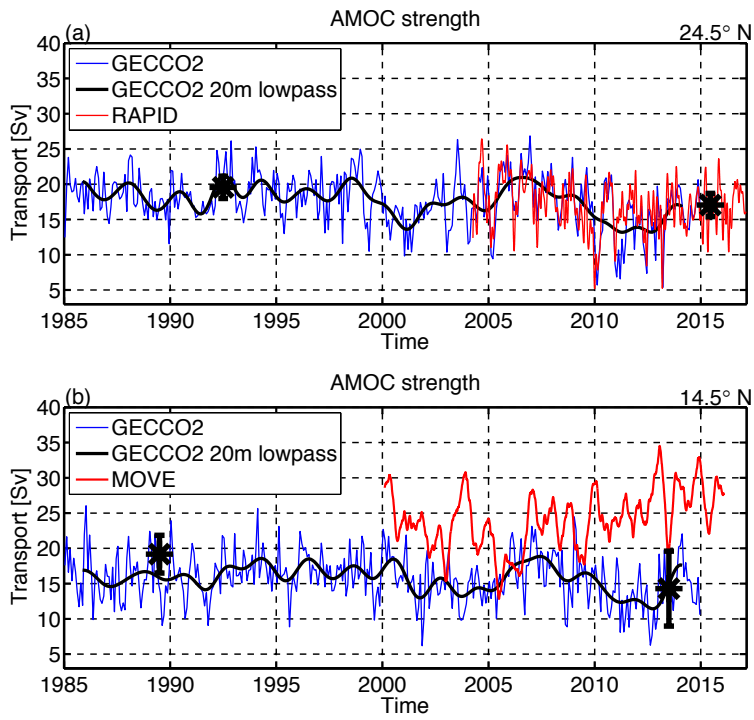 AMOC strength
(a)
24.5° N
40
35
30
25
20
15
10
5
Transport [Sv]
GECCO2
GECCO2 20m lowpass
RAPID
1985 1990 1995 2000 2005 2010 2015
Time
AMOC strength
(b)
14.5° N
40
35
30
25
20
15
10
5
Transport [Sv]
GECCO2
GECCO2 20m lowpass
MOVE
1985 1990 1995 2000 2005 2010 2015
Time